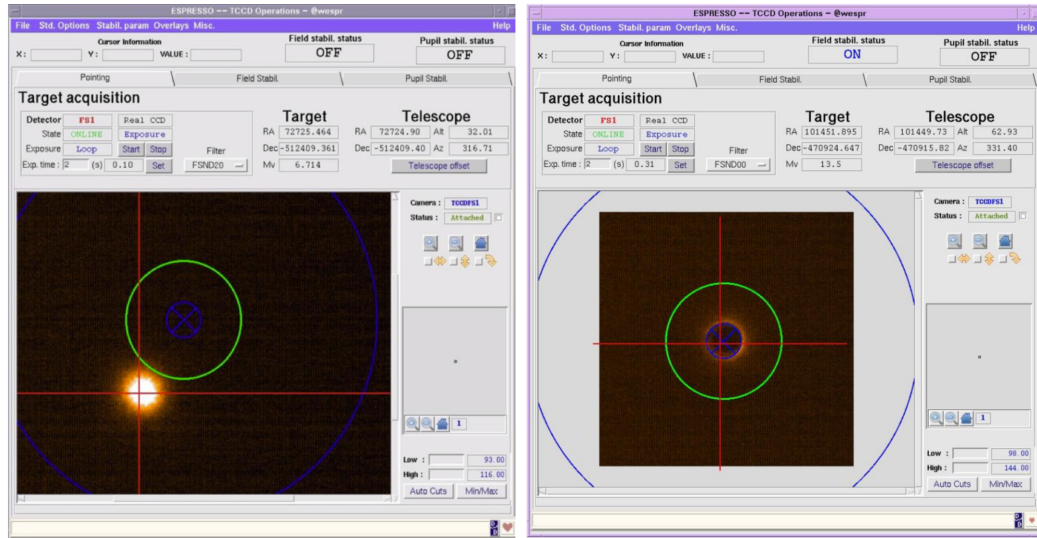 ESPRESSO -- TCCD Operations - @wespr
File Std. Options Stabil. param Overlays Misc. Help
Cursor Information
X: Y: VALUE:
Field stabil. status
OFF
Pupil stabil. status
OFF
Pointing Field Stabil. Pupil Stabil.
Target acquisition
Detector FS1 Real CCD
State ONLINE Exposure
Exposure Loop Start Stop
Exp. time: 2 (s) 0.10 Set
Filter
FSND20
Target
RA 72725.464
Dec -512409.361
Mv 6.714
Telescope
RA 72724.90 Alt 32.01
Dec -512409.40 Az 316.71
Telescope offset
Camera: TCCDFS1
Status: Attached
1
Low : 93.00
High : 116.00
Auto Cuts Min/Max
ESPRESSO -- TCCD Operations - @wespr
File Std. Options Stabil. param Overlays Misc. Help
Cursor Information
X: Y: VALUE:
Field stabil. status
ON
Pupil stabil. status
OFF
Pointing Field Stabil. Pupil Stabil.
Target acquisition
Detector FS1 Real CCD
State ONLINE Exposure
Exposure Loop Start Stop
Exp. time: 2 (s) 0.31 Set
Filter
FSND00
Target
RA 101451.895
Dec -470924.647
Mv 13.5
Telescope
RA 101449.73 Alt 62.93
Dec -470915.82 Az 331.40
Telescope offset
Camera: TCCDFS1
Status: Attached
1
Low : 98.00
High : 144.00
Auto Cuts Min/Max